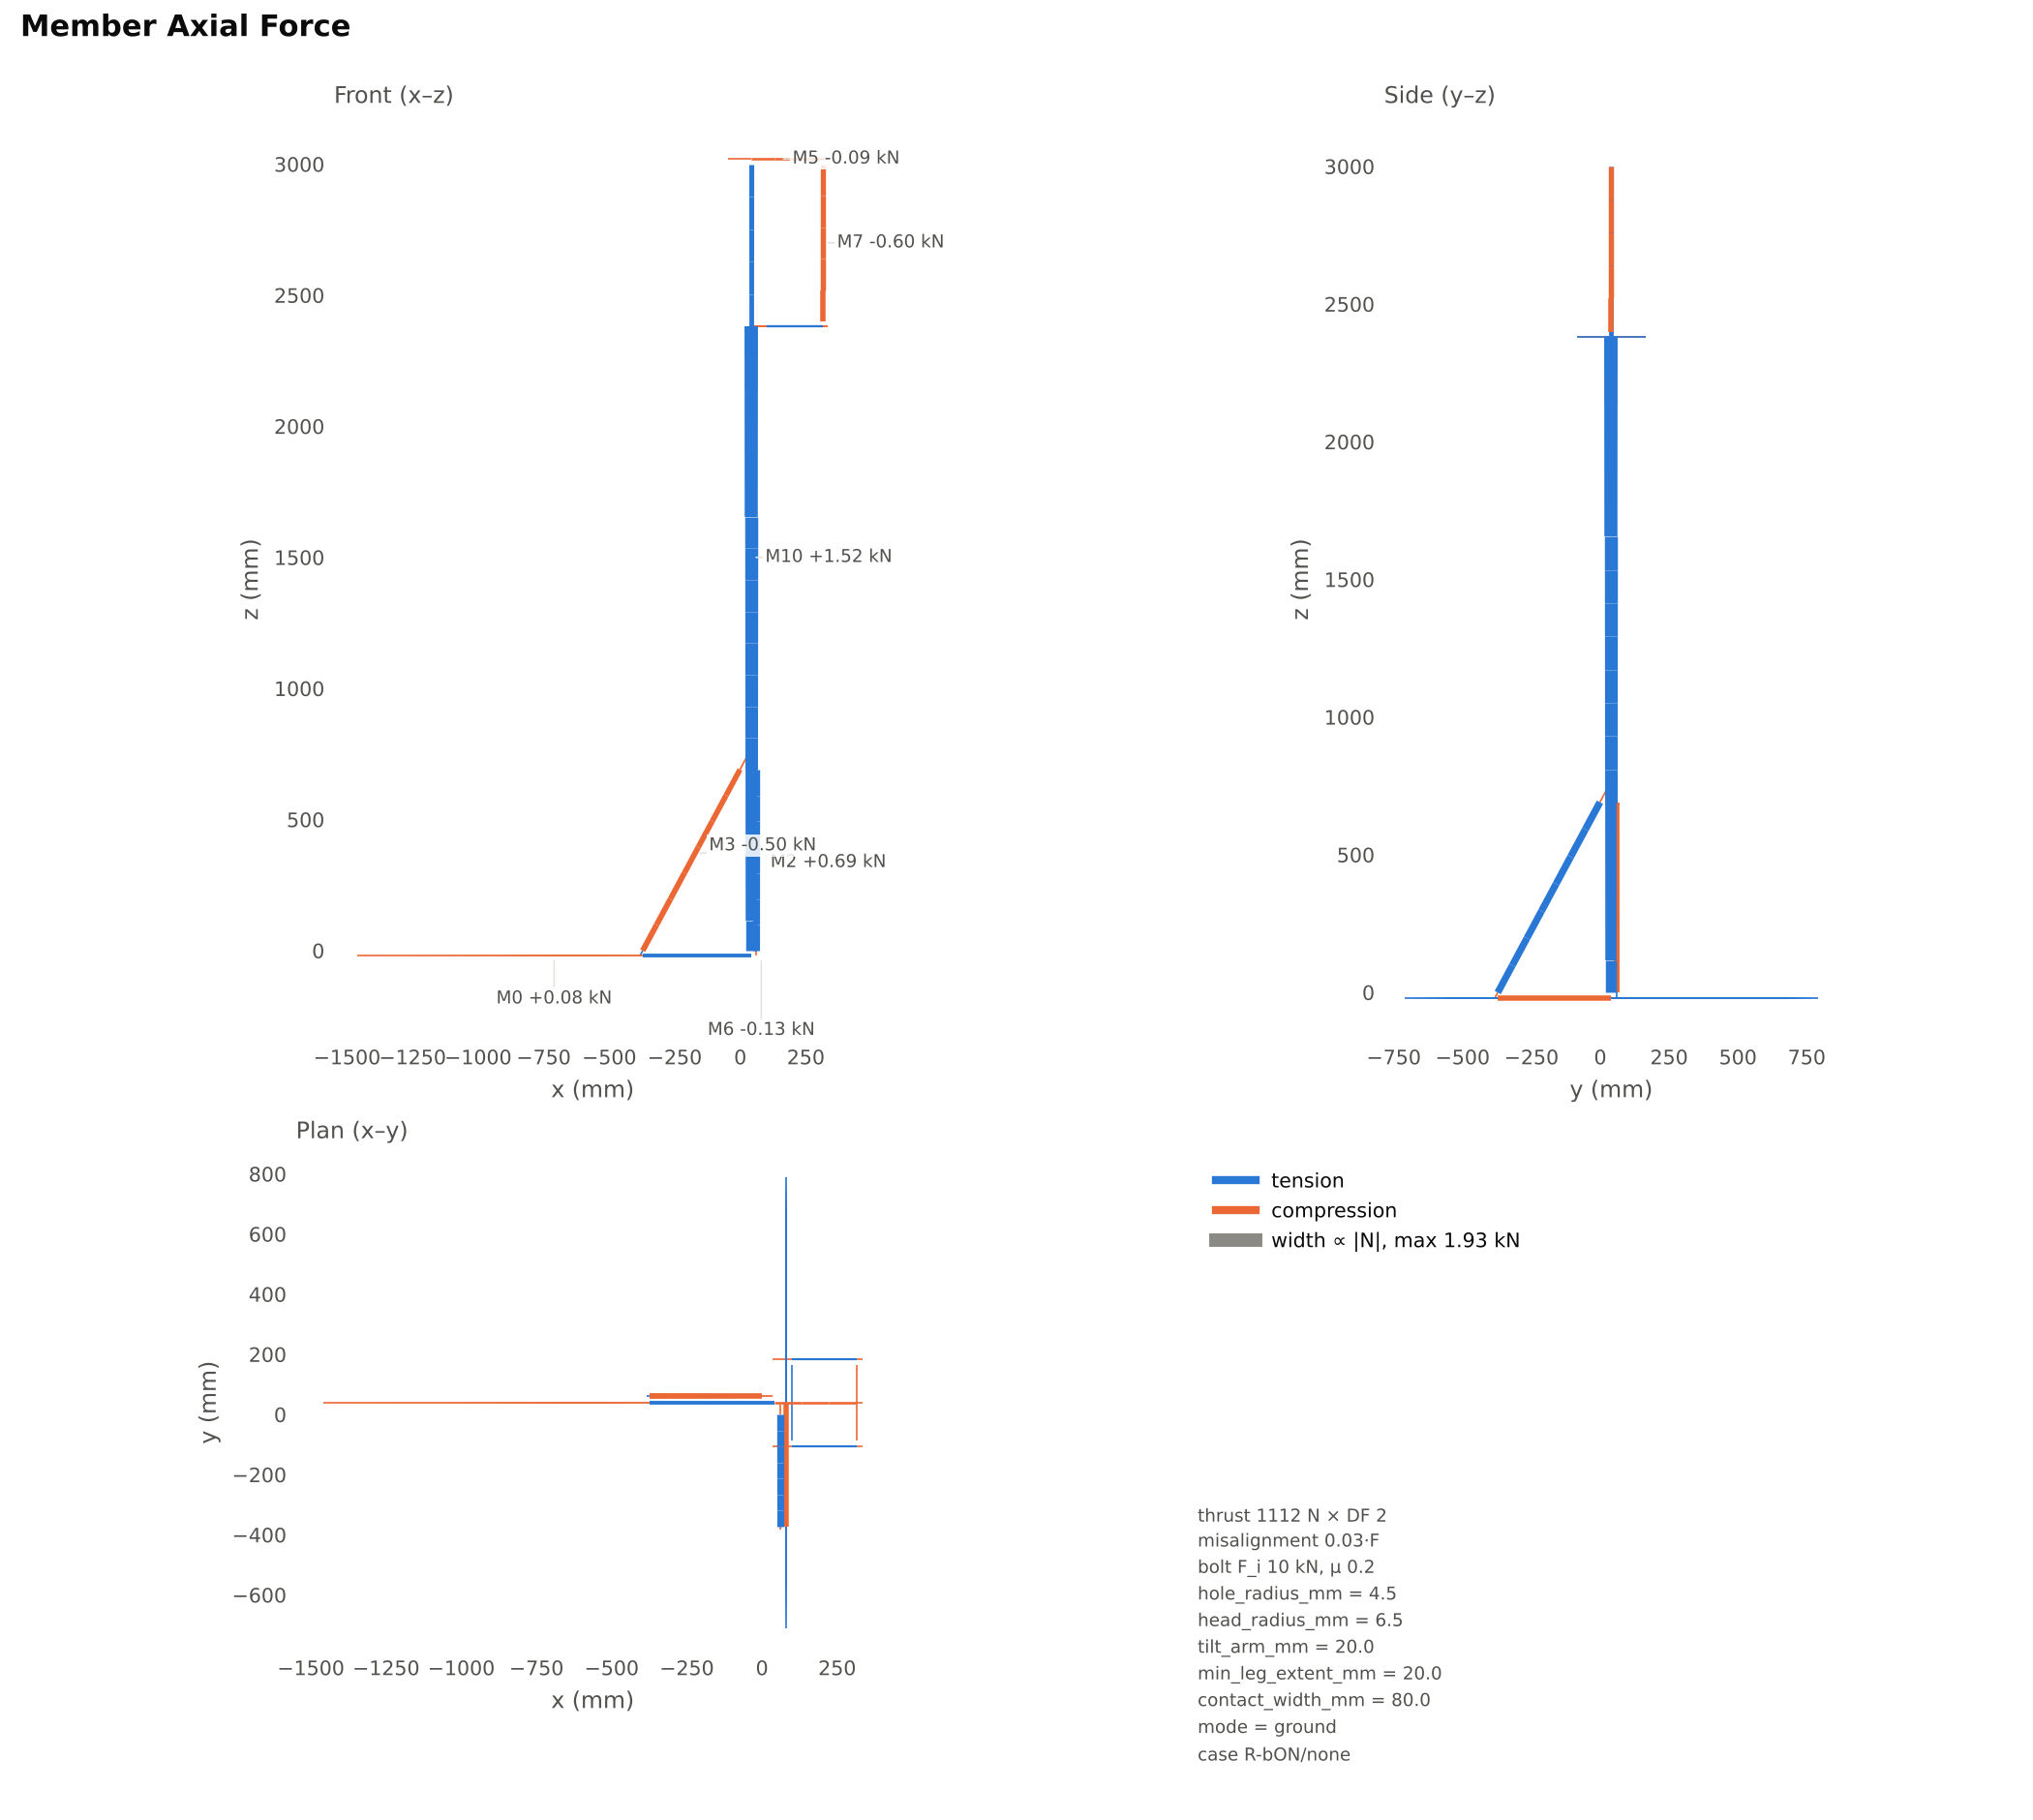 Member Axial Force
Front (x–z)
Side (y–z)
3000
2500
2000
1500
1000
500
0
z (mm)
M5 -0.09 kN
M7 -0.60 kN
M10 +1.52 kN
M3 -0.50 kN
M2 +0.69 kN
M0 +0.08 kN
M6 -0.13 kN
−1500 −1250 −1000 −750 −500 −250 0 250
x (mm)
3000
2500
2000
1500
1000
500
0
z (mm)
−750 −500 −250 0 250 500 750
y (mm)
Plan (x–y)
800
600
400
200
0
−200
−400
−600
y (mm)
−1500 −1250 −1000 −750 −500 −250 0 250
x (mm)
tension
compression
width ∝ |N|, max 1.93 kN
thrust 1112 N × DF 2
misalignment 0.03·F
bolt F_i 10 kN, μ 0.2
hole_radius_mm = 4.5
head_radius_mm = 6.5
tilt_arm_mm = 20.0
min_leg_extent_mm = 20.0
contact_width_mm = 80.0
mode = ground
case R-bON/none